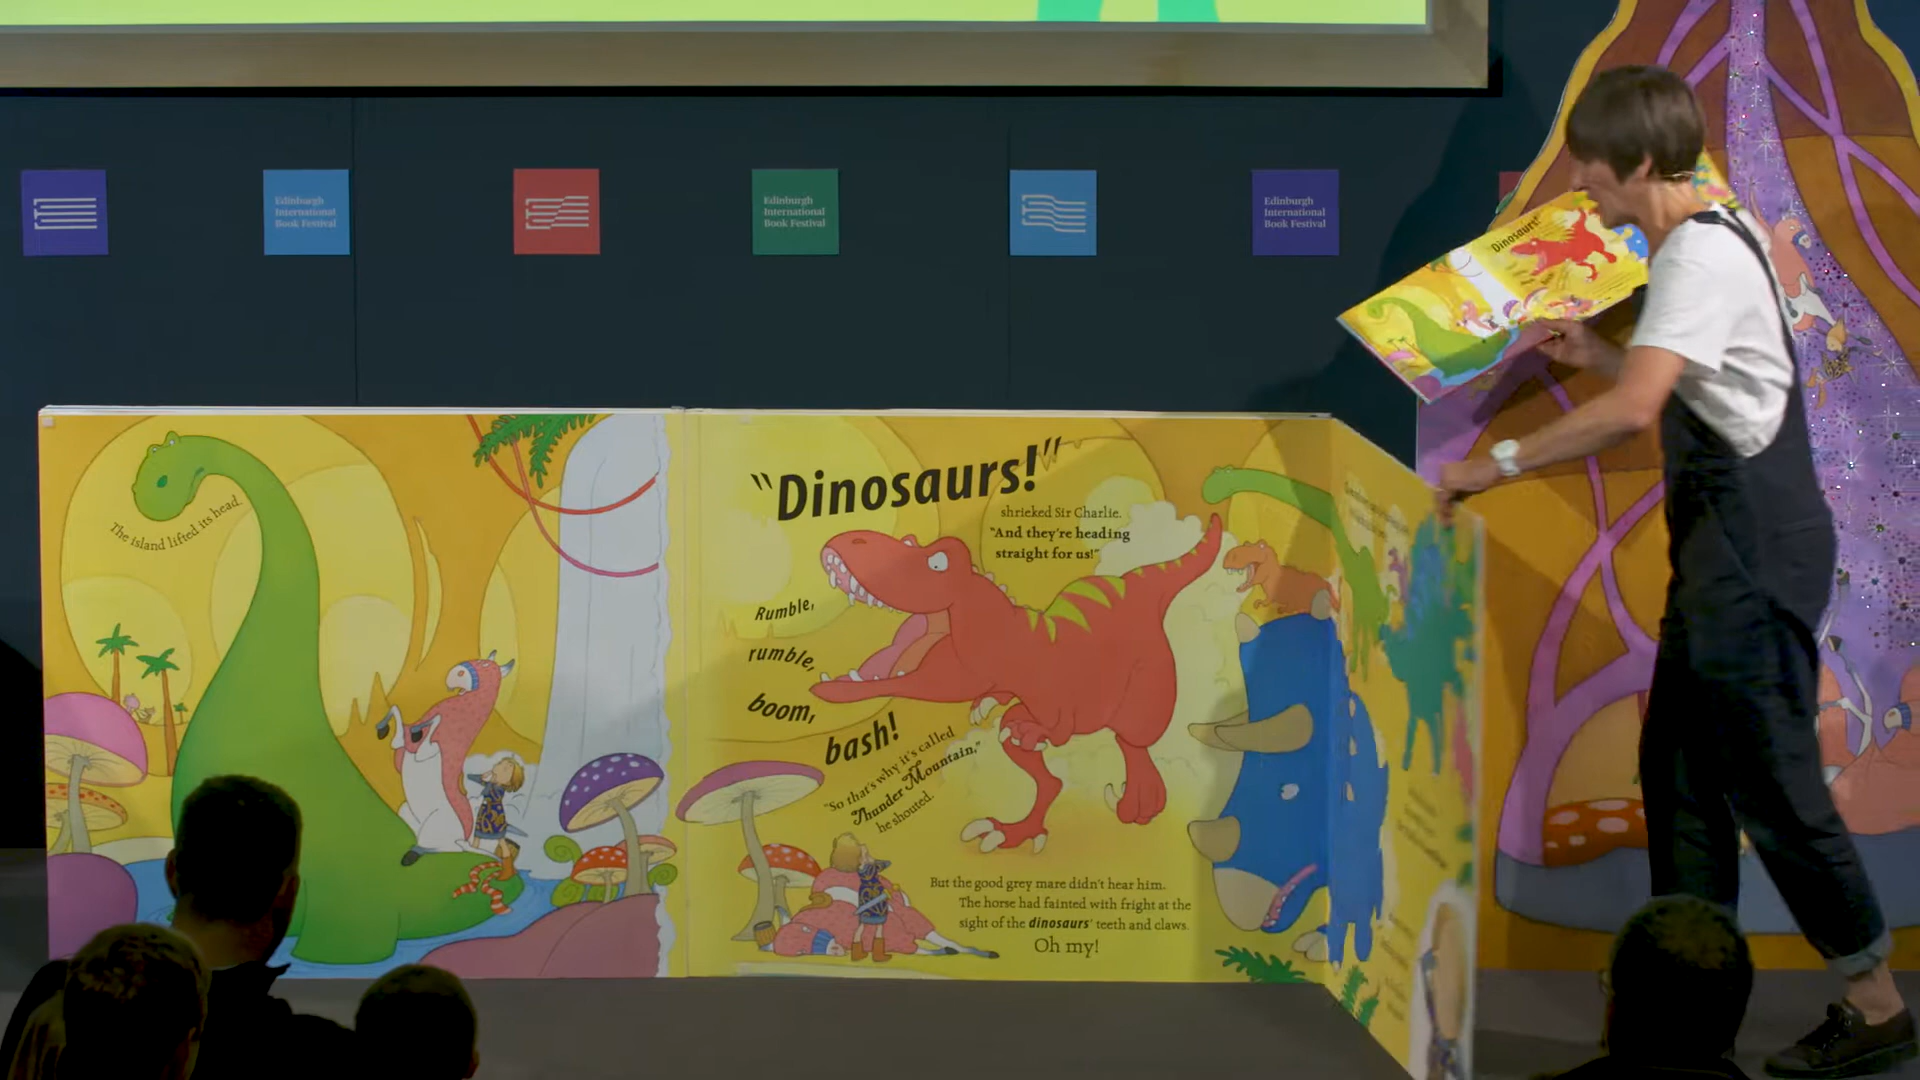 Edinburgh
International
Book Festival
Edinburgh
International
Book Festival
Edinburgh
International
Book Festival
Dinosaurs!
The island lifted its head.
"Dinosaurs!"
shrieked Sir Charlie.
"And they're heading
straight for us!"
Rumble,
rumble,
boom,
bash!
"So that's why it's called
Thunder Mountain,"
he shouted.
But the good grey mare didn't hear him.
The horse had fainted with fright at the
sight of the dinosaurs' teeth and claws.
Oh my!